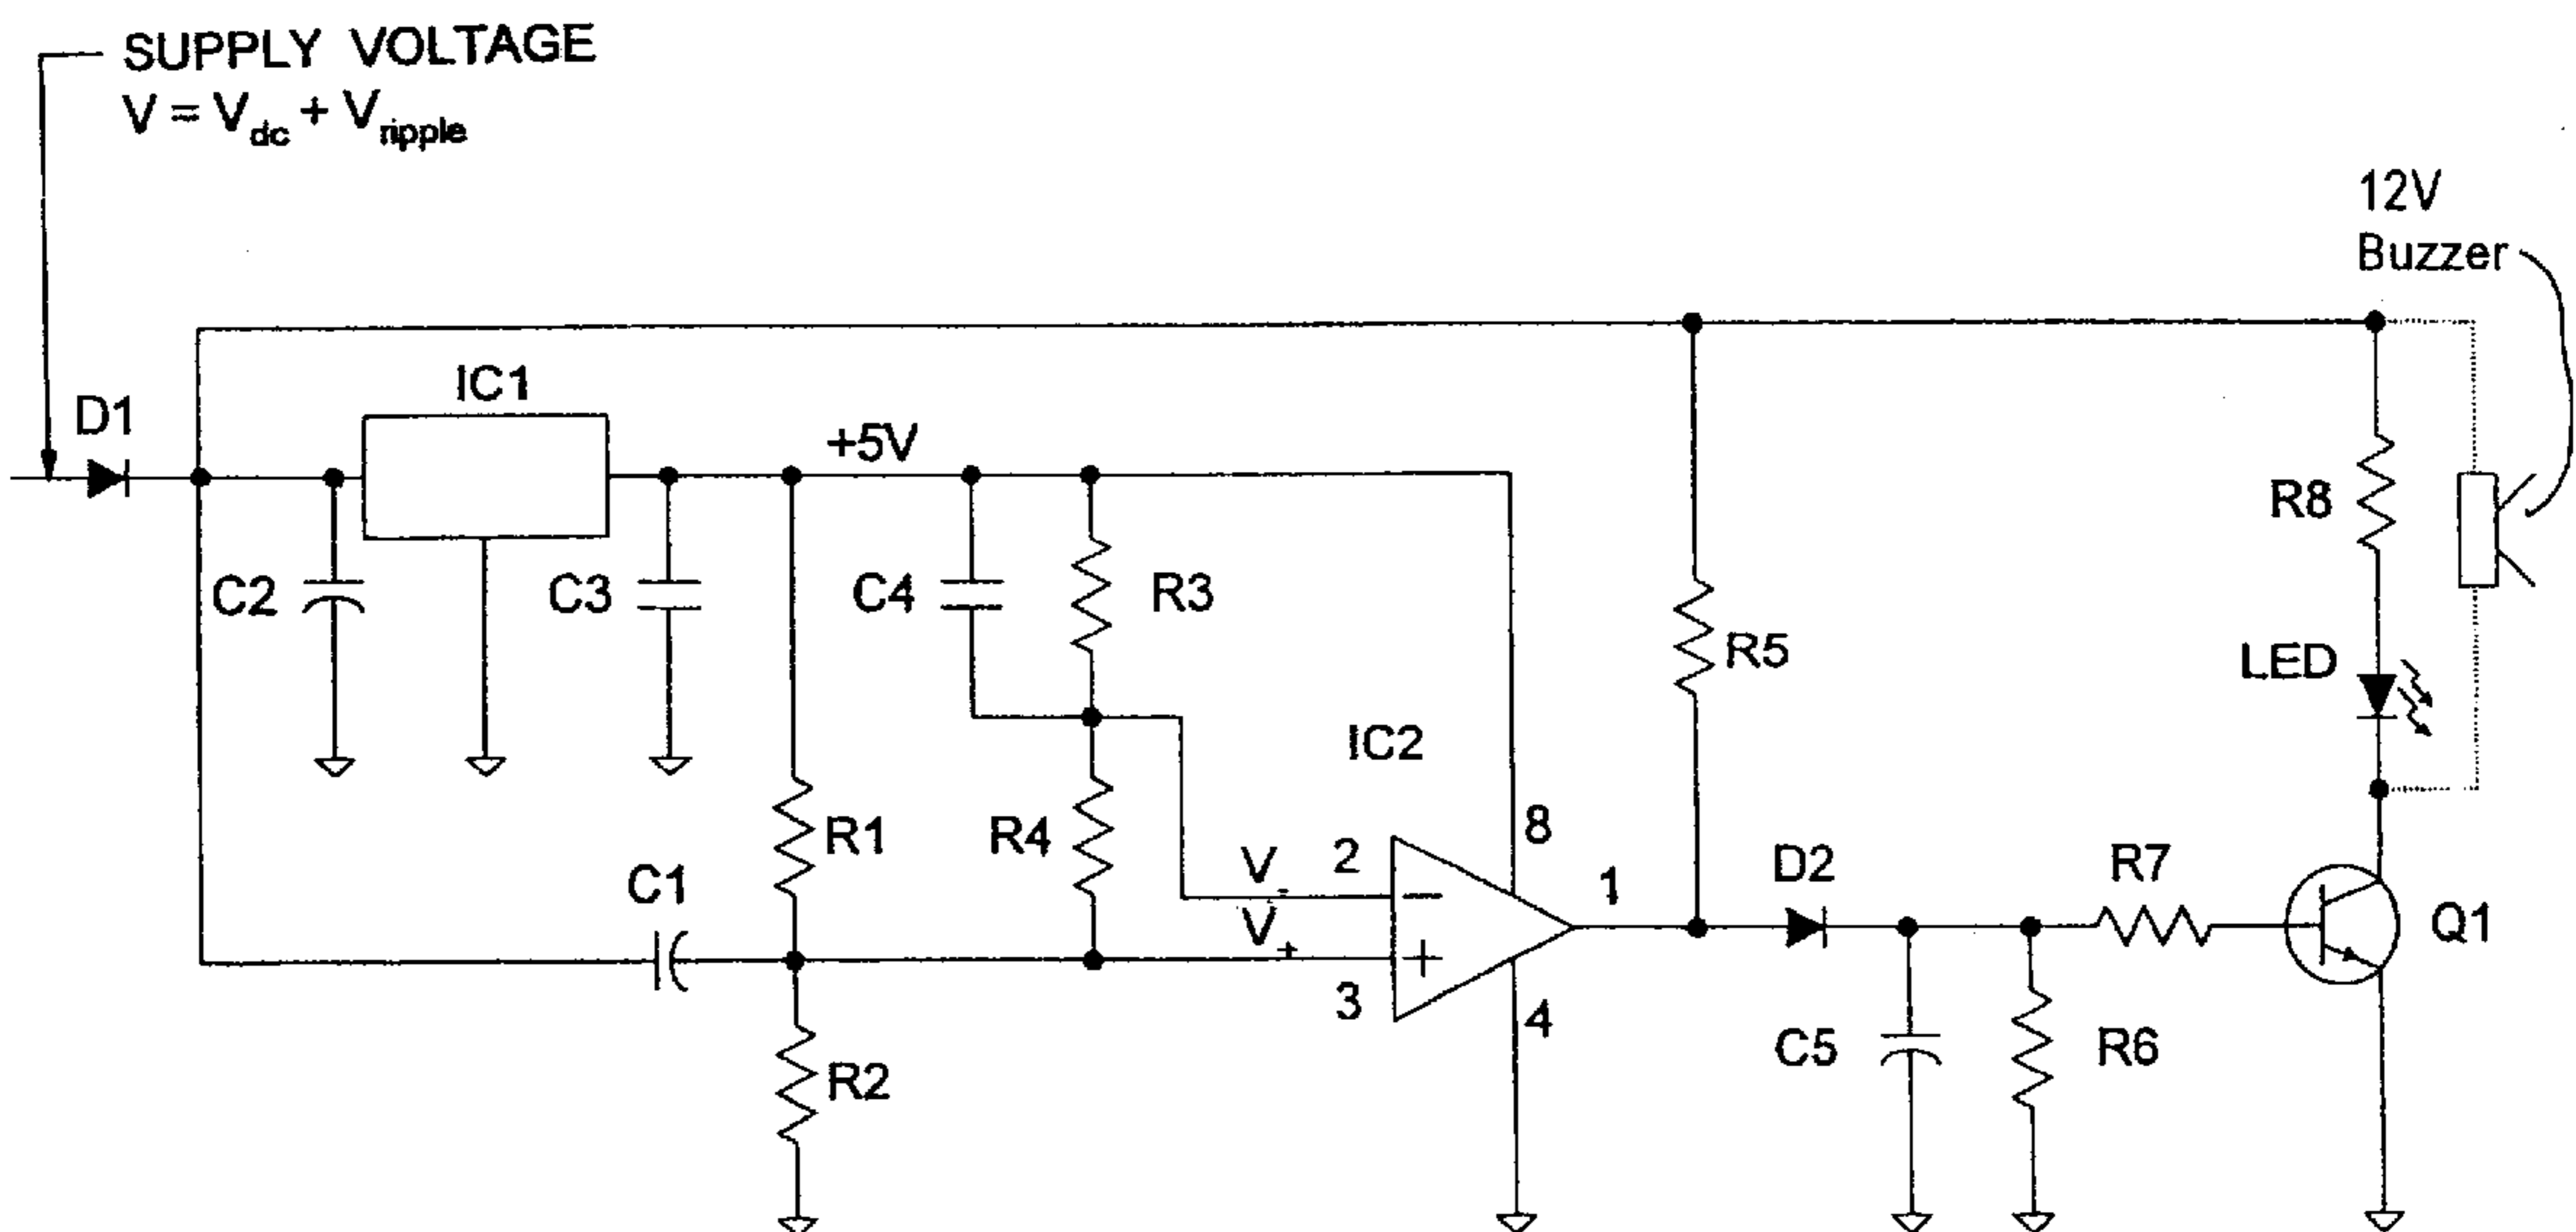 SUPPLY VOLTAGE
V = Vdc + Vripple
12V
Buzzer
D1
IC1
+5V
C2
C3
C4
R3
R5
R8
LED
IC2
R1
R4
C1
V-
2
8
V+
3
4
1
D2
R7
Q1
R2
C5
R6